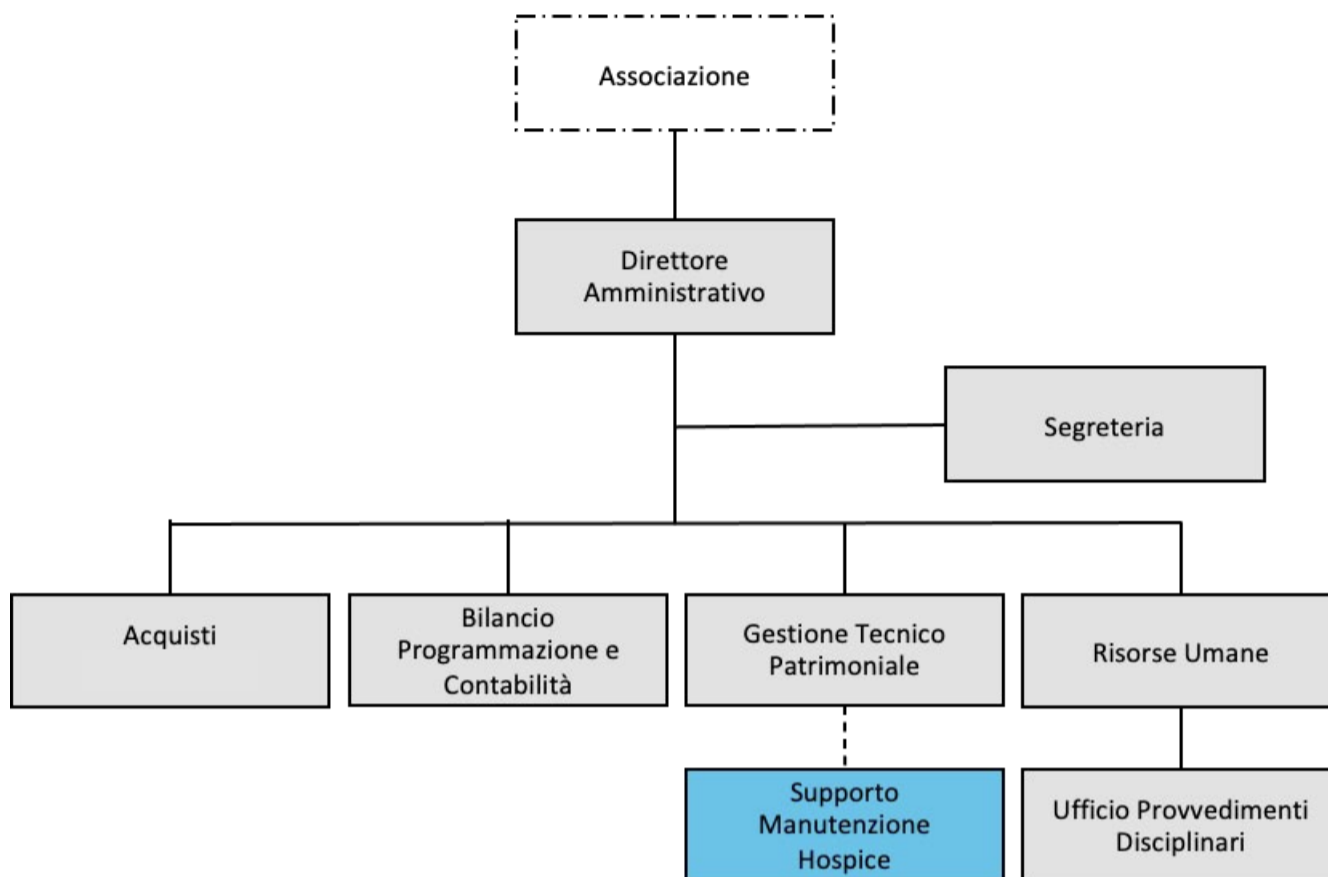 Associazione
Direttore
Amministrativo
Segreteria
Acquisti
Bilancio
Programmazione e
Contabilità
Gestione Tecnico
Patrimoniale
Risorse Umane
Supporto
Manutenzione
Hospice
Ufficio Provvedimenti
Disciplinari